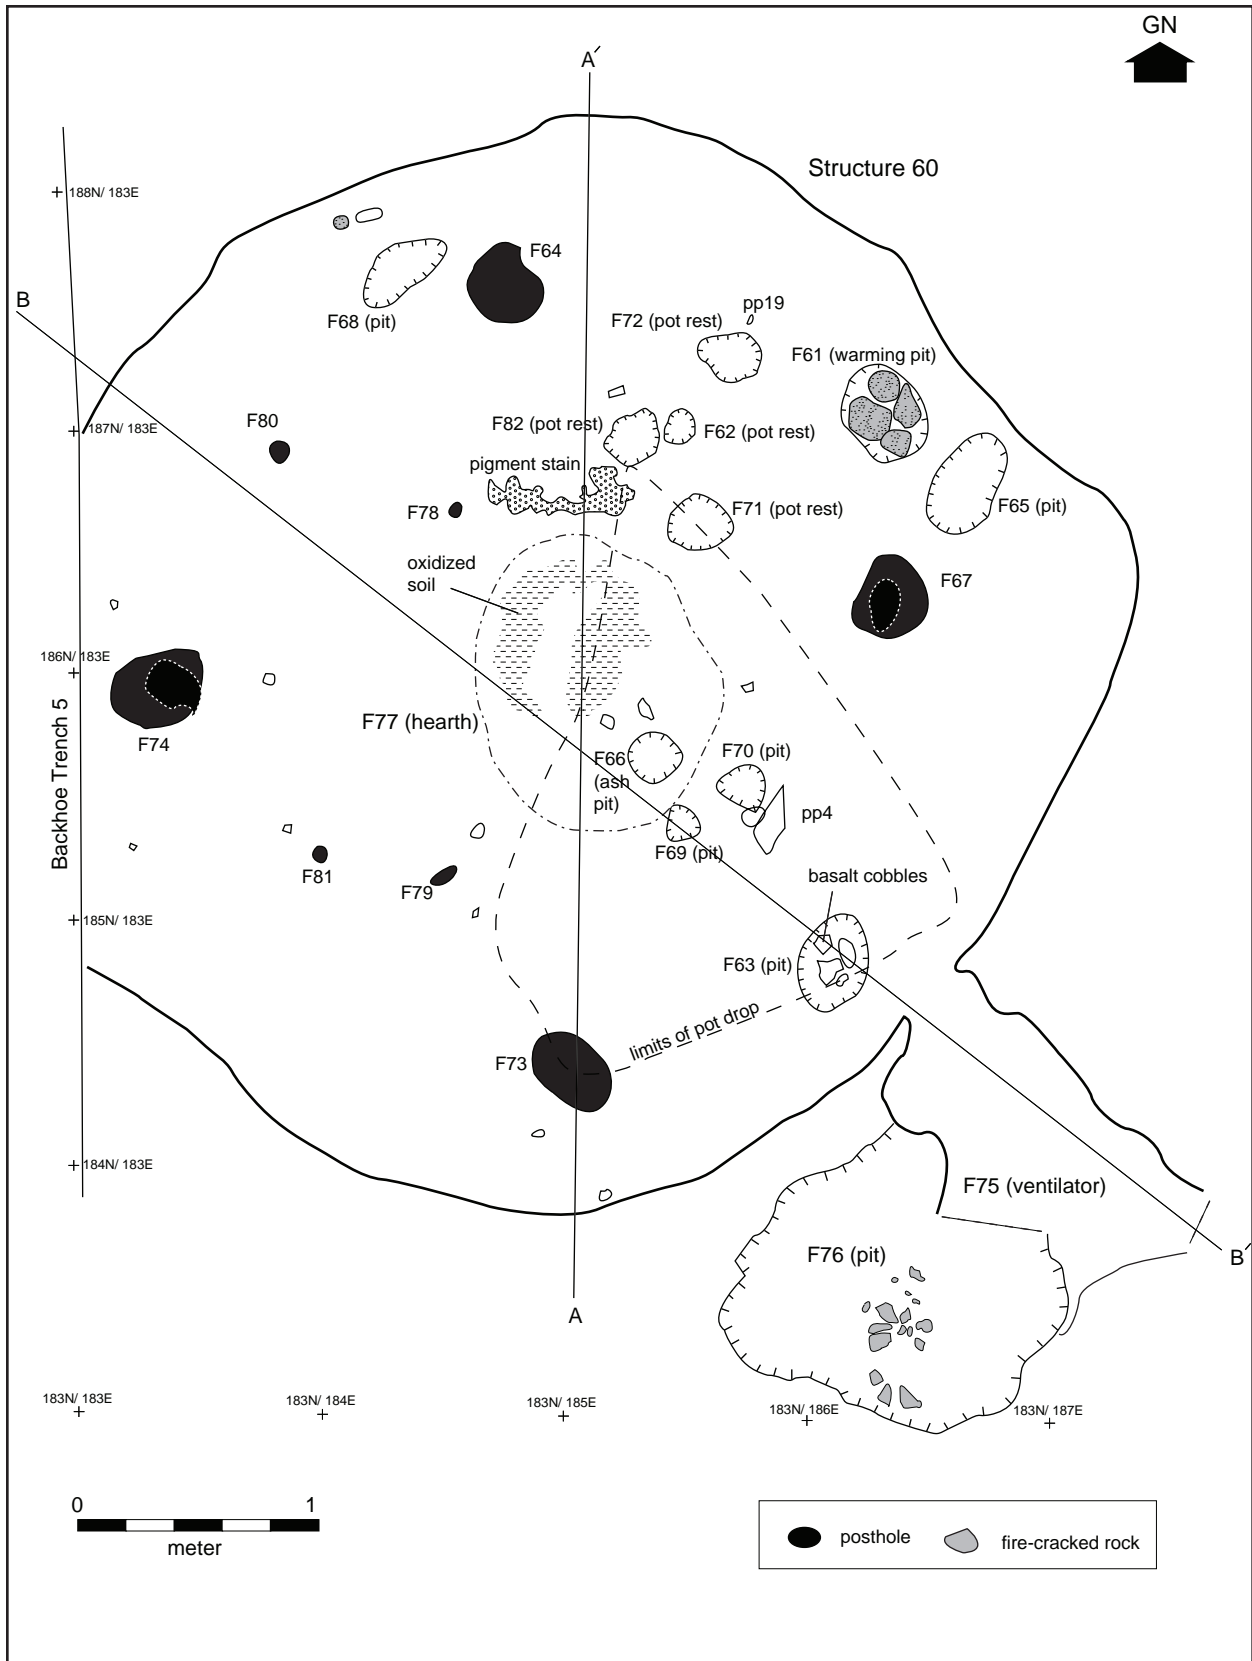 GN
A′
Structure 60
188N/ 183E
B
F64
F68 (pit)
pp19
F72 (pot rest)
F61 (warming pit)
F80
187N/ 183E
F82 (pot rest)
F62 (pot rest)
pigment stain
F78
F71 (pot rest)
F65 (pit)
oxidized
soil
F67
186N/ 183E
Backhoe Trench 5
F74
F77 (hearth)
F66
(ash
pit)
F70 (pit)
pp4
F69 (pit)
F81
F79
basalt cobbles
185N/ 183E
F63 (pit)
limits of pot drop
F73
184N/ 183E
F75 (ventilator)
F76 (pit)
B′
A
183N/ 183E
183N/ 184E
183N/ 185E
183N/ 186E
183N/ 187E
0 1
meter
posthole
fire-cracked rock